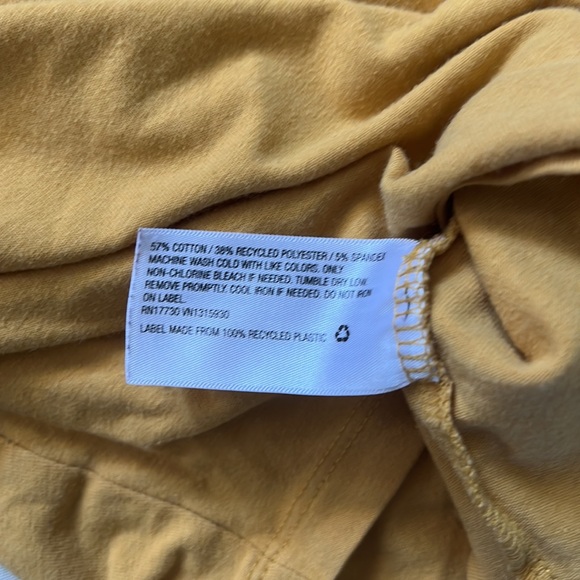 57% COTTON / 38% RECYCLED POLYESTER / 5% SPANDEX
MACHINE WASH COLD WITH LIKE COLORS. ONLY
NON-CHLORINE BLEACH IF NEEDED. TUMBLE DRY LOW.
REMOVE PROMPTLY. COOL IRON IF NEEDED. DO NOT IRON
ON LABEL.
RN17730 VN1315930
LABEL MADE FROM 100% RECYCLED PLASTIC